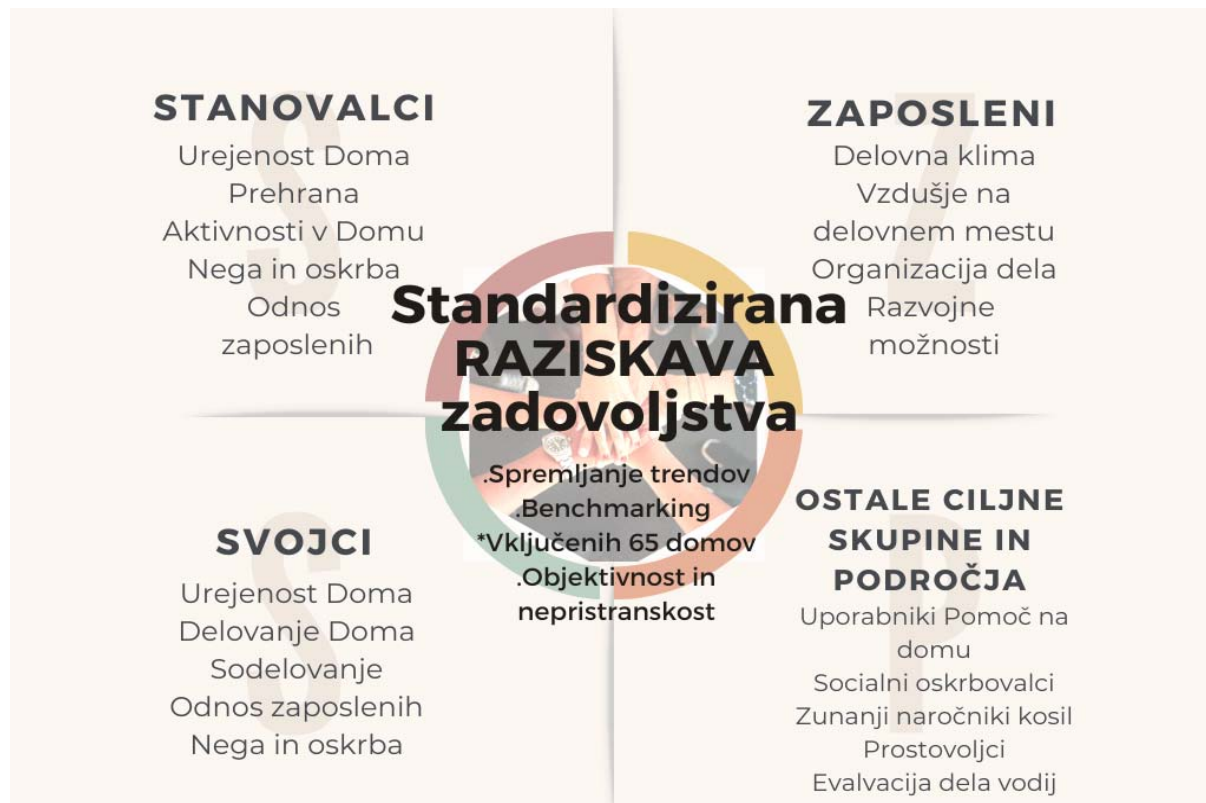 STANOVALCI
Urejenost Doma
Prehrana
Aktivnosti v Domu
Nega in oskrba
Odnos
zaposlenih
ZAPOSLENI
Delovna klima
Vzdušje na
delovnem mestu
Organizacija dela
Razvojne
možnosti
Standardizirana
RAZISKAVA
zadovoljstva
.Spremljanje trendov
.Benchmarking
*Vključenih 65 domov
.Objektivnost in
nepristranskost
SVOJCI
Urejenost Doma
Delovanje Doma
Sodelovanje
Odnos zaposlenih
Nega in oskrba
OSTALE CILJNE
SKUPINE IN
PODROČJA
Uporabniki Pomoč na
domu
Socialni oskrbovalci
Zunanji naročniki kosil
Prostovoljci
Evalvacija dela vodij
S
Z
S
P